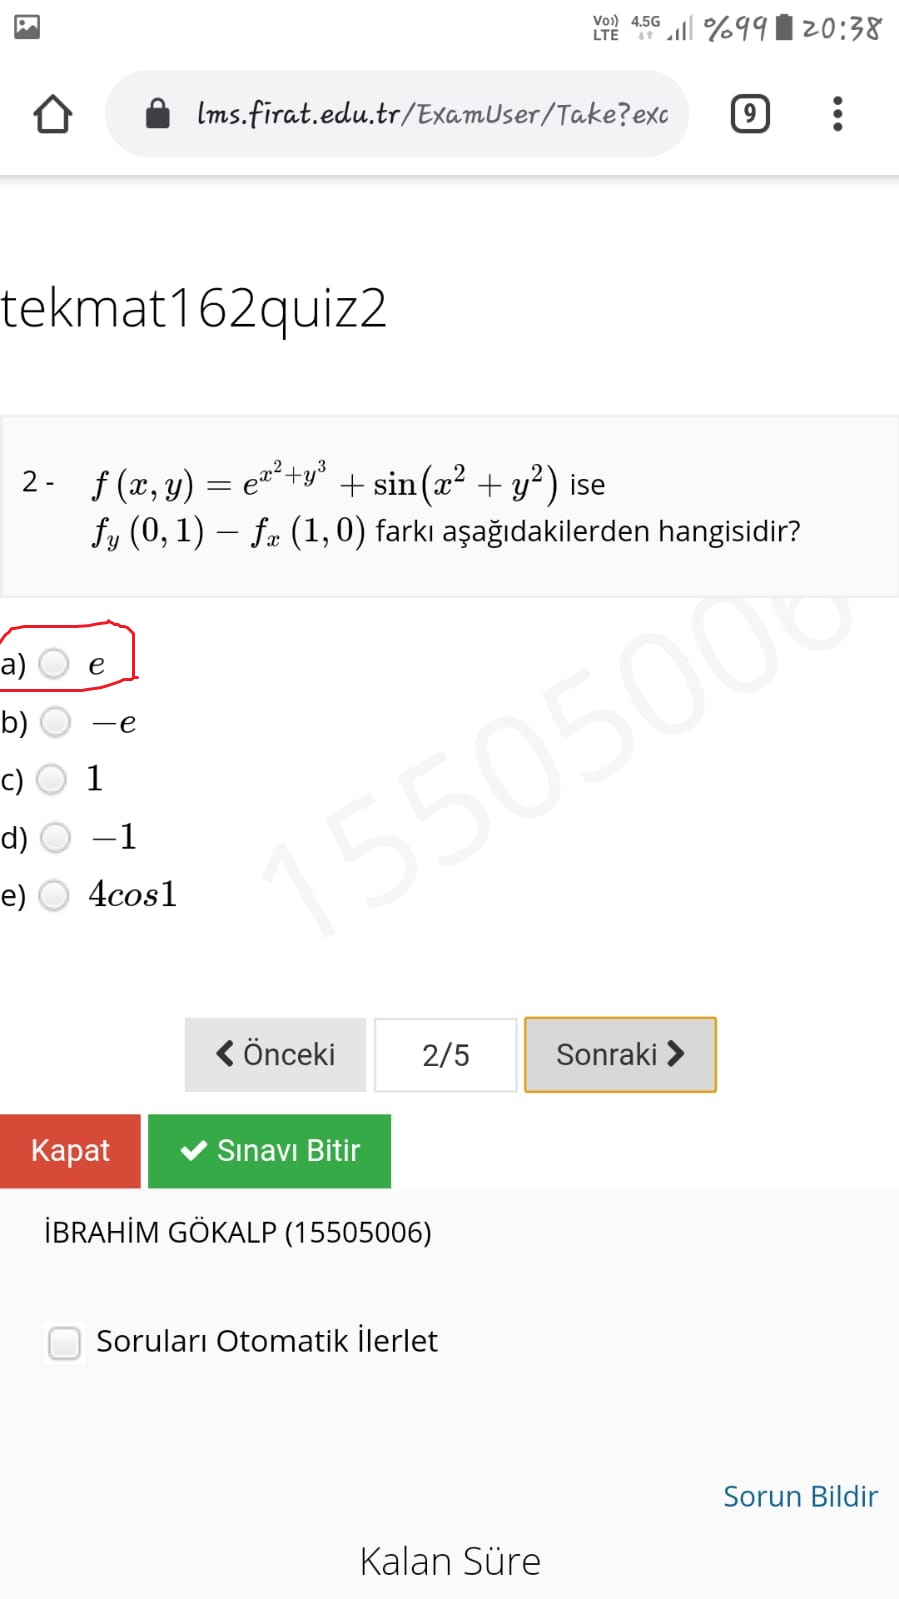 Vo)) LTE 4.5G %99 20:38
lms.firat.edu.tr/ExamUser/Take?exa
9
tekmat162quiz2
2 - f (x, y) = e^{x^2+y^3} + sin(x^2 + y^2) ise
f_y (0, 1) − f_x (1, 0) farkı aşağıdakilerden hangisidir?
15505006
a) e
b) −e
c) 1
d) −1
e) 4cos1
Önceki 2/5 Sonraki
Kapat Sınavı Bitir
İBRAHİM GÖKALP (15505006)
Soruları Otomatik İlerlet
Sorun Bildir
Kalan Süre